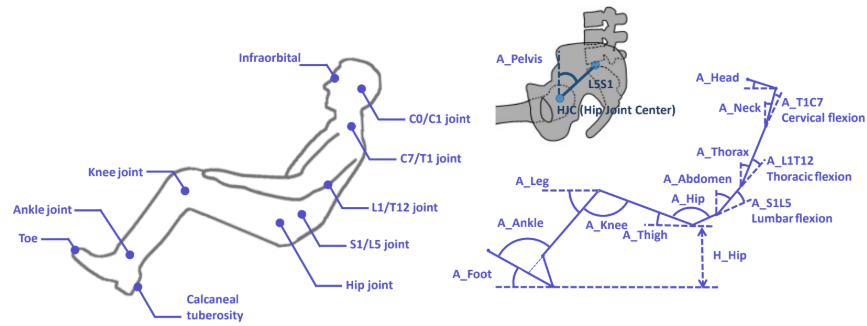 Infraorbital
C0/C1 joint
C7/T1 joint
Knee joint
L1/T12 joint
Ankle joint
Toe
S1/L5 joint
Hip joint
Calcaneal
tuberosity
A_Pelvis
L5S1
HJC (Hip Joint Center)
A_Head
A_Neck
A_T1C7
Cervical flexion
A_Thorax
A_L1T12
Thoracic flexion
A_Abdomen
A_S1L5
Lumbar flexion
A_Leg
A_Hip
A_Knee
A_Ankle
A_Thigh
H_Hip
A_Foot